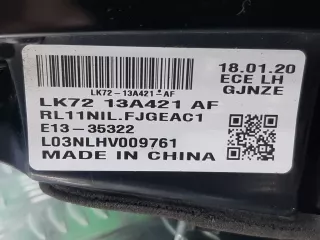 LK72-13A421-AF
18.01.20
ECE LH
GJNZE
LK72 13A421 AF
RL11NIL.FJGEAC1
E13-35322
L03NLHV009761
MADE IN CHINA